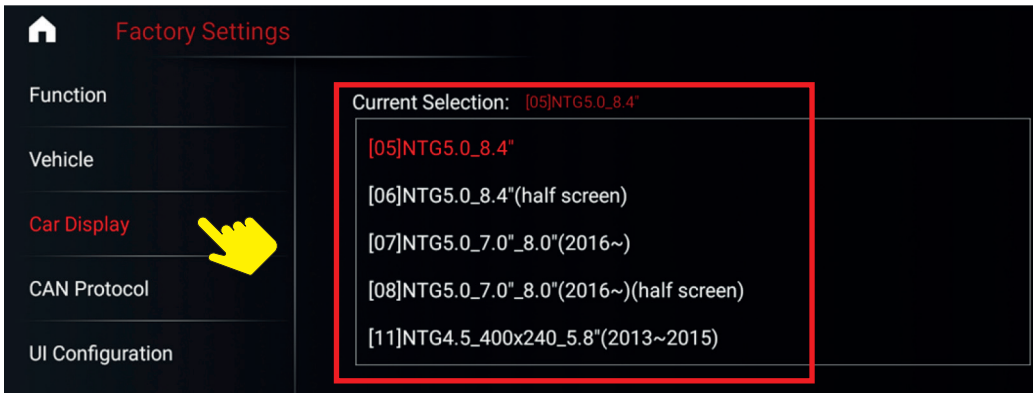 Factory Settings
Function
Vehicle
Car Display
CAN Protocol
UI Configuration
Current Selection: [05]NTG5.0_8.4"
[05]NTG5.0_8.4"
[06]NTG5.0_8.4"(half screen)
[07]NTG5.0_7.0"_8.0"(2016~)
[08]NTG5.0_7.0"_8.0"(2016~)(half screen)
[11]NTG4.5_400x240_5.8"(2013~2015)